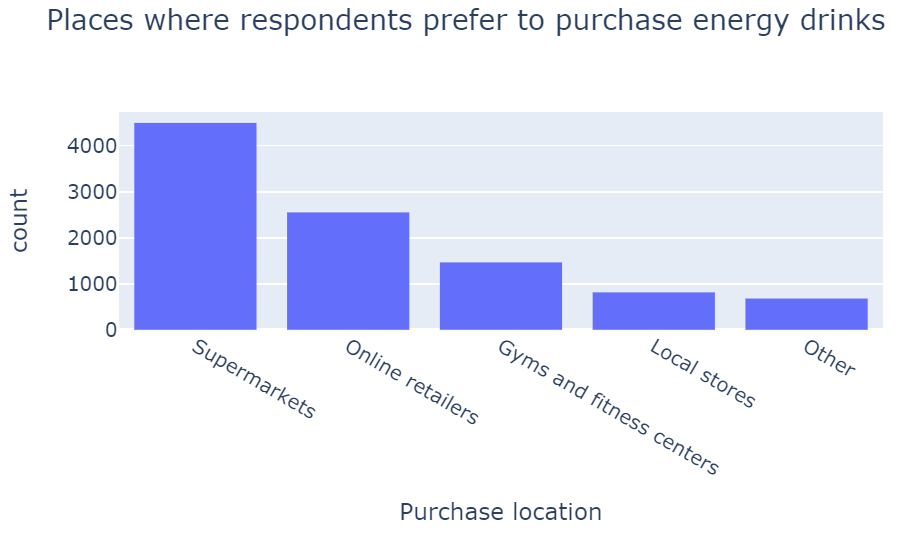 Places where respondents prefer to purchase energy drinks
4000
3000
2000
1000
0
count
Supermarkets
Online retailers
Gyms and fitness centers
Local stores
Other
Purchase location